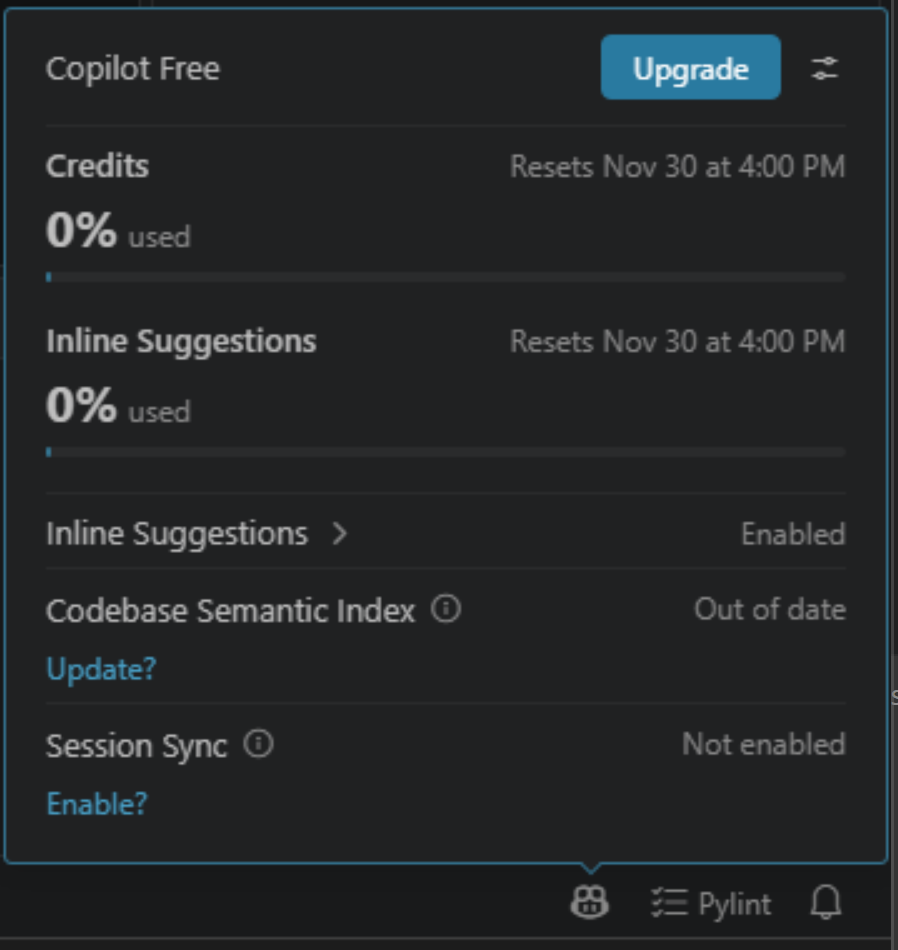 Copilot Free
Upgrade
Credits
Resets Nov 30 at 4:00 PM
0% used
Inline Suggestions
Resets Nov 30 at 4:00 PM
0% used
Inline Suggestions
Enabled
Codebase Semantic Index
Out of date
Update?
Session Sync
Not enabled
Enable?
Pylint